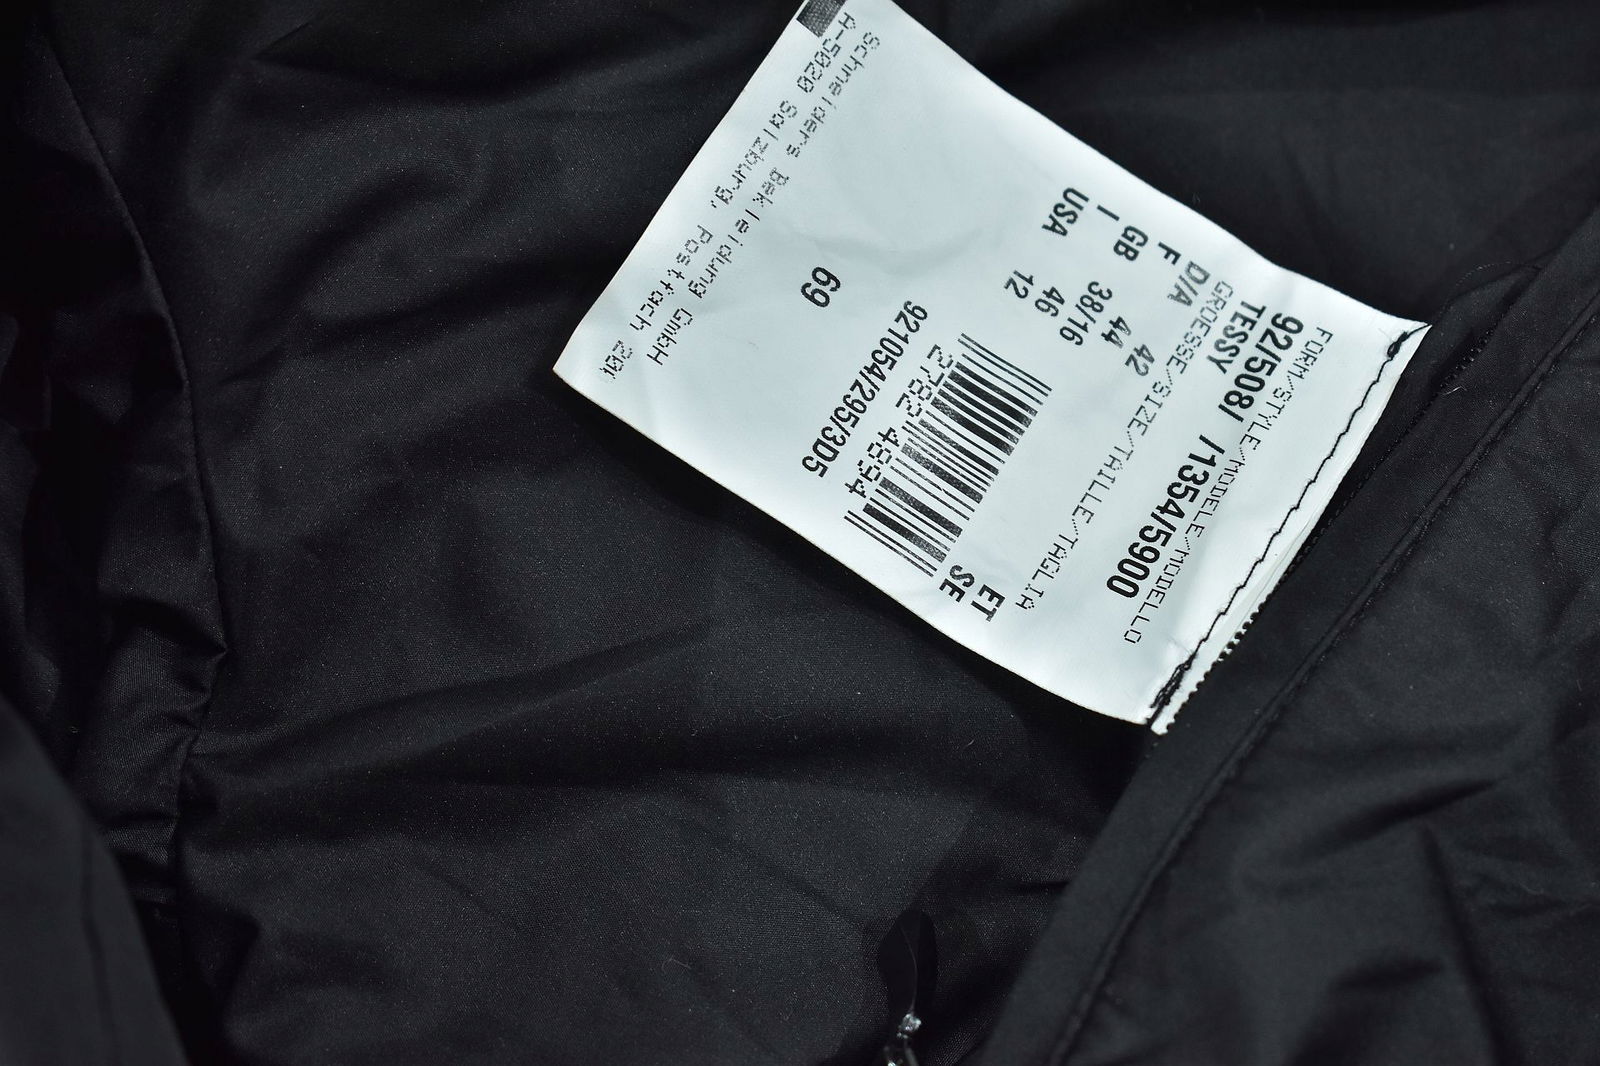 FORM/STYLE/MODELE/MODELLO
92/508/ /1354/5900
TESSY
GROESSE/SIZE/TAILLE/TAGLIA
D/A 42
F 44
GB 38/16
I 46
USA 12
ET
SE
2782 4894
921054/295/3D5
69
Schneiders Bekleidung GmbH
A-5020 Salzburg, Postfach